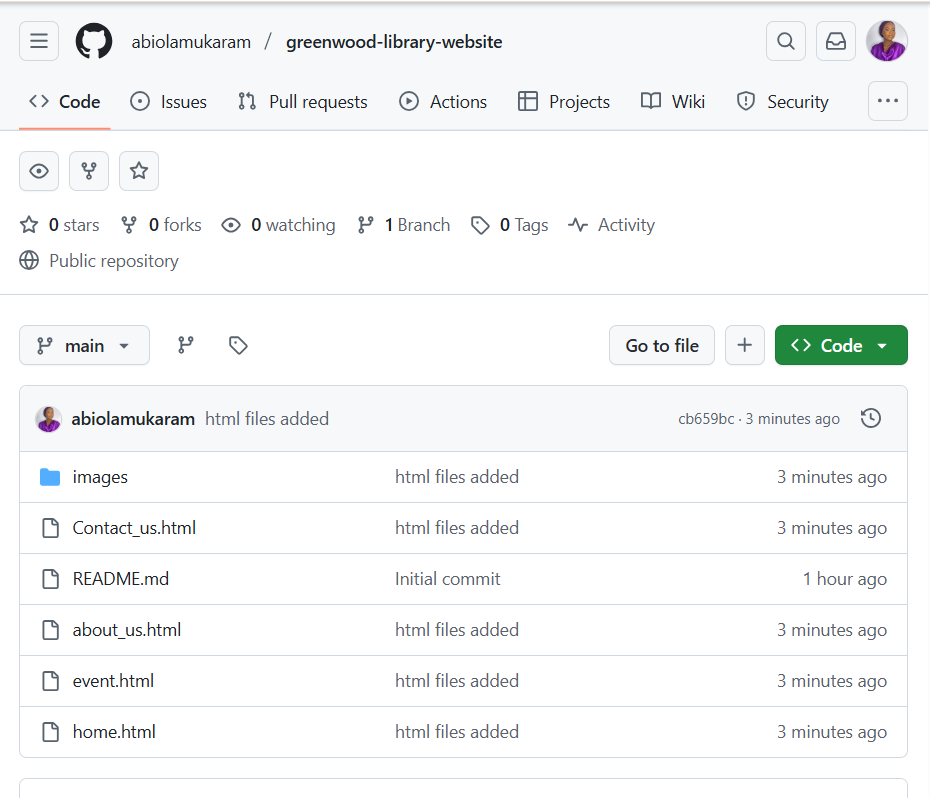 abiolamukaram / greenwood-library-website
Code Issues Pull requests Actions Projects Wiki Security
0 stars 0 forks 0 watching 1 Branch 0 Tags Activity
Public repository
main Go to file Code
abiolamukaram html files added cb659bc · 3 minutes ago
images html files added 3 minutes ago
Contact_us.html html files added 3 minutes ago
README.md Initial commit 1 hour ago
about_us.html html files added 3 minutes ago
event.html html files added 3 minutes ago
home.html html files added 3 minutes ago